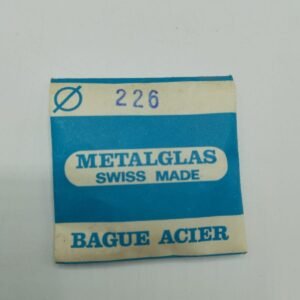 Ø 226
METALGLAS
SWISS MADE
BAGUE ACIER